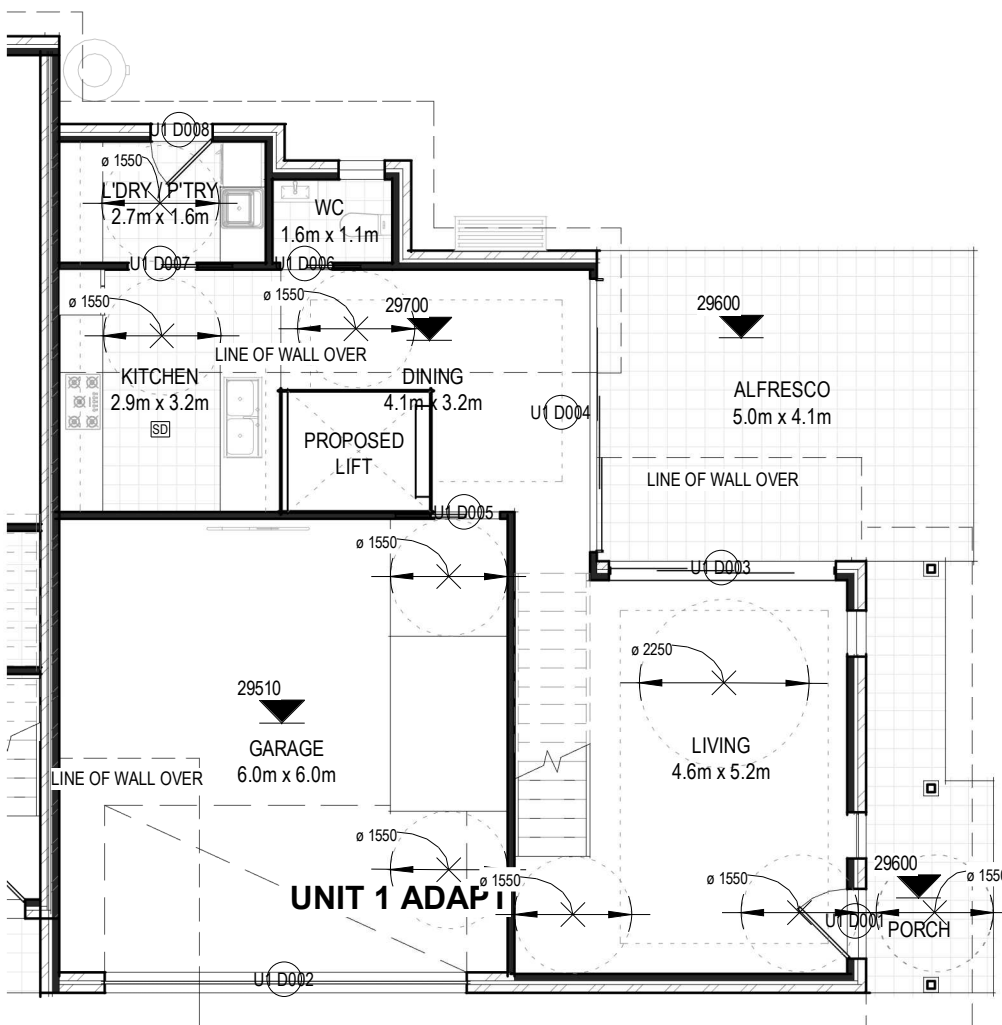 U1 D008
ø 1550
L'DRY / P'TRY
2.7m x 1.6m
WC
1.6m x 1.1m
U1 D007
U1 D006
ø 1550
ø 1550
29700
29600
LINE OF WALL OVER
KITCHEN
2.9m x 3.2m
SD
DINING
4.1m x 3.2m
ALFRESCO
5.0m x 4.1m
U1 D004
PROPOSED
LIFT
LINE OF WALL OVER
U1 D005
ø 1550
U1 D003
ø 2250
29510
GARAGE
6.0m x 6.0m
LIVING
4.6m x 5.2m
LINE OF WALL OVER
ø 1550
29600
ø 1550
ø 1550
ø 1550
UNIT 1 ADAPT
U1 D001
PORCH
U1 D002